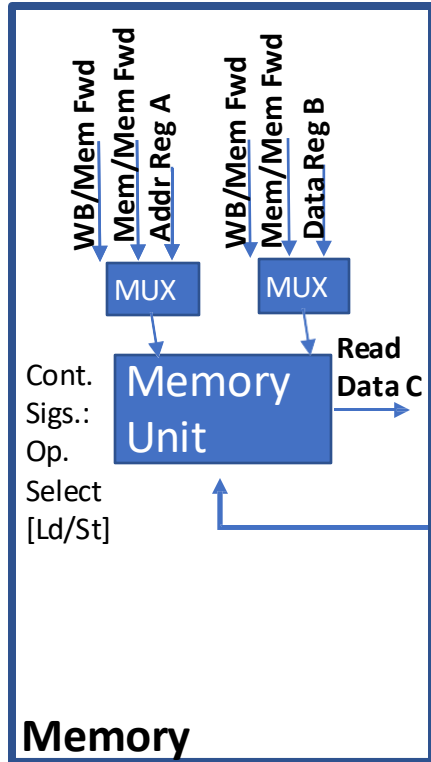 WB/Mem Fwd
Mem/Mem Fwd
Addr Reg A
WB/Mem Fwd
Mem/Mem Fwd
Data Reg B
MUX
MUX
Read
Data C
Cont.
Sigs.:
Op.
Select
[Ld/St]
Memory
Unit
Memory